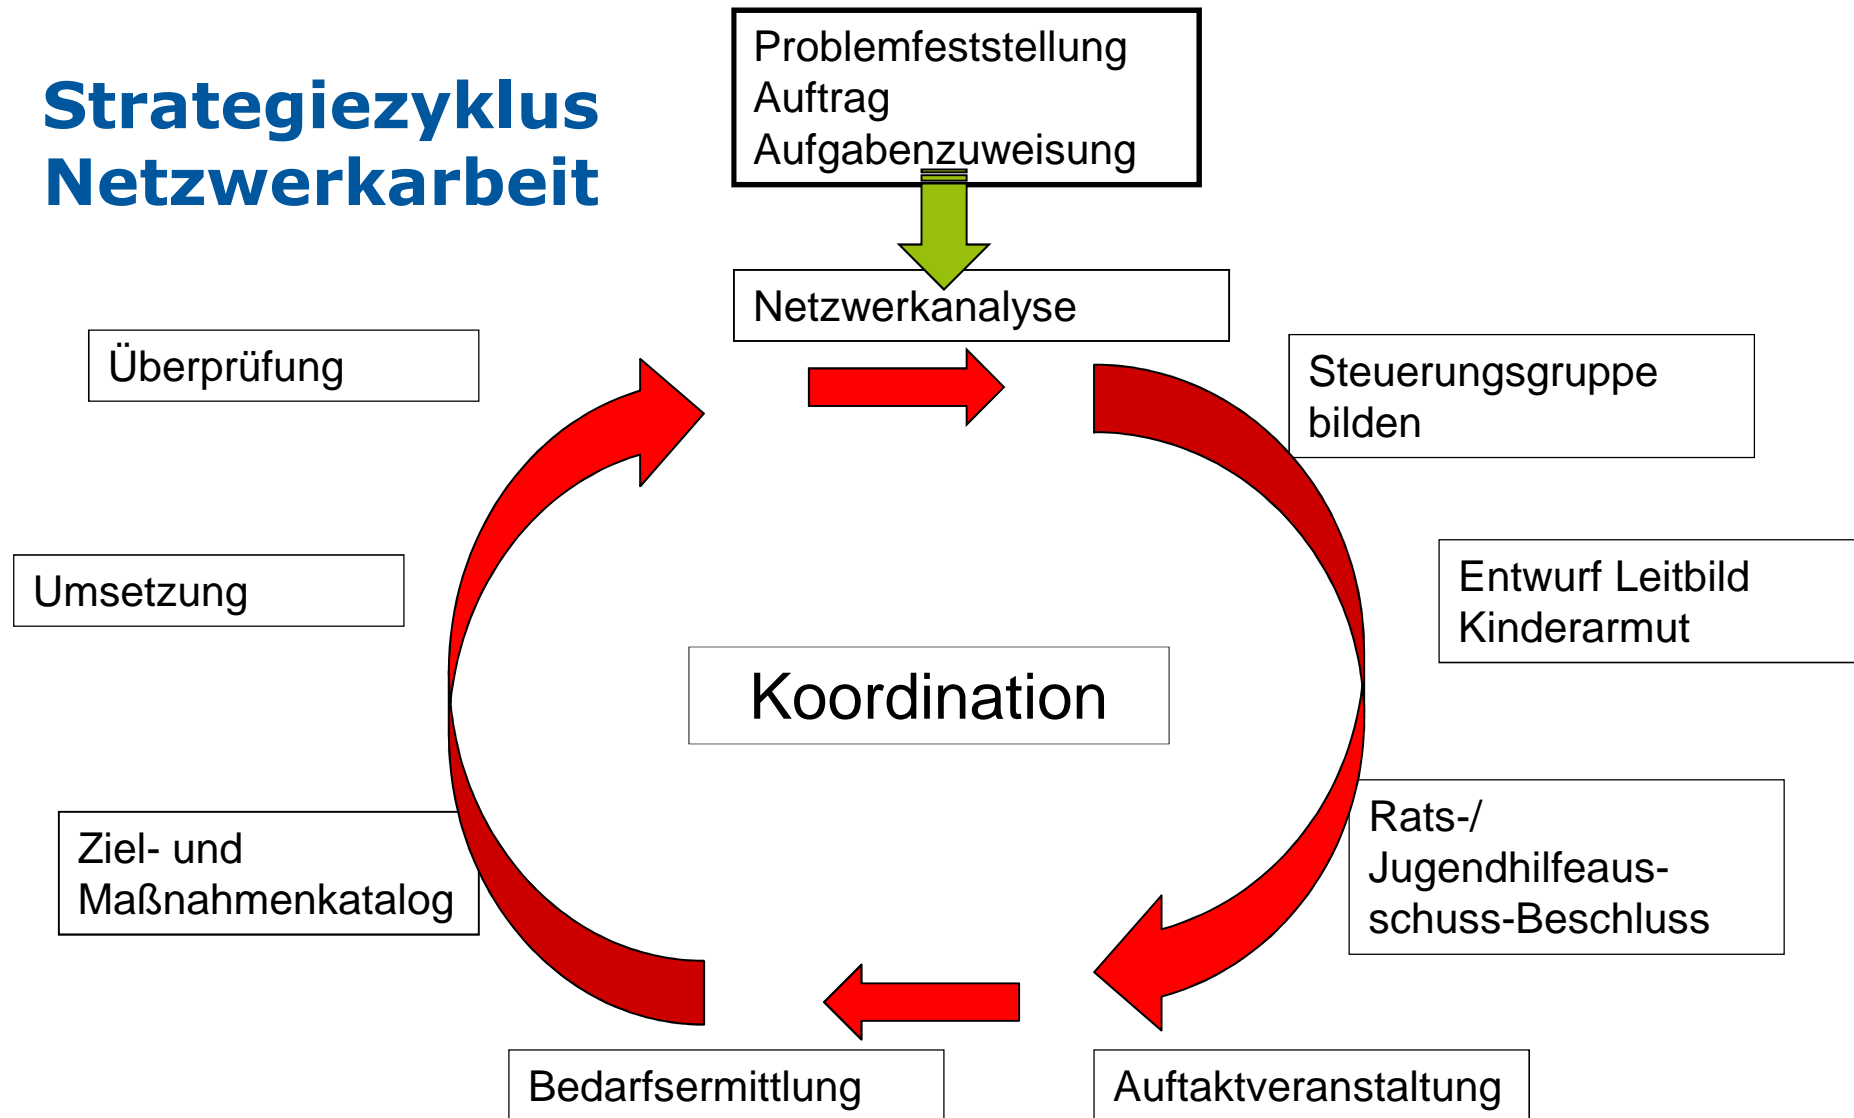 Strategiezyklus
Netzwerkarbeit
Problemfeststellung
Auftrag
Aufgabenzuweisung
Netzwerkanalyse
Steuerungsgruppe
bilden
Entwurf Leitbild
Kinderarmut
Rats-/
Jugendhilfeaus-
schuss-Beschluss
Auftaktveranstaltung
Bedarfsermittlung
Ziel- und
Maßnahmenkatalog
Umsetzung
Überprüfung
Koordination